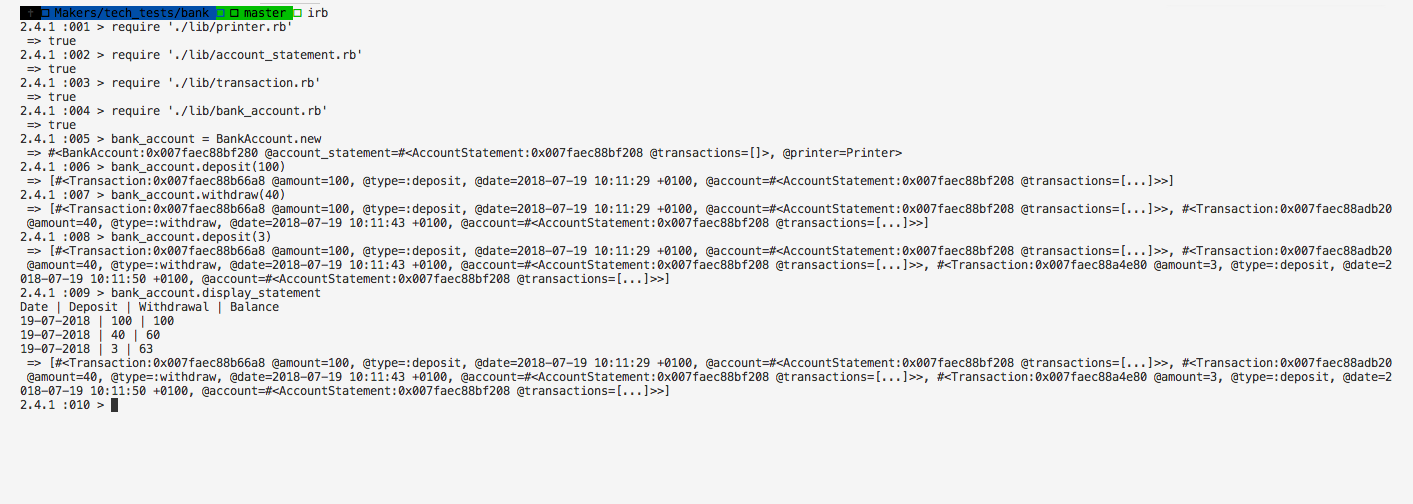 Makers/tech_tests/bank master irb
2.4.1 :001 > require './lib/printer.rb'
=> true
2.4.1 :002 > require './lib/account_statement.rb'
=> true
2.4.1 :003 > require './lib/transaction.rb'
=> true
2.4.1 :004 > require './lib/bank_account.rb'
=> true
2.4.1 :005 > bank_account = BankAccount.new
=> #<BankAccount:0x007faec88bf280 @account_statement=#<AccountStatement:0x007faec88bf208 @transactions=[]>, @printer=Printer>
2.4.1 :006 > bank_account.deposit(100)
=> [#<Transaction:0x007faec88b66a8 @amount=100, @type=:deposit, @date=2018-07-19 10:11:29 +0100, @account=#<AccountStatement:0x007faec88bf208 @transactions=[...]>>]
2.4.1 :007 > bank_account.withdraw(40)
=> [#<Transaction:0x007faec88b66a8 @amount=100, @type=:deposit, @date=2018-07-19 10:11:29 +0100, @account=#<AccountStatement:0x007faec88bf208 @transactions=[...]>>, #<Transaction:0x007faec88adb20
@amount=40, @type=:withdraw, @date=2018-07-19 10:11:43 +0100, @account=#<AccountStatement:0x007faec88bf208 @transactions=[...]>>]
2.4.1 :008 > bank_account.deposit(3)
=> [#<Transaction:0x007faec88b66a8 @amount=100, @type=:deposit, @date=2018-07-19 10:11:29 +0100, @account=#<AccountStatement:0x007faec88bf208 @transactions=[...]>>, #<Transaction:0x007faec88adb20
@amount=40, @type=:withdraw, @date=2018-07-19 10:11:43 +0100, @account=#<AccountStatement:0x007faec88bf208 @transactions=[...]>>, #<Transaction:0x007faec88a4e80 @amount=3, @type=:deposit, @date=2
018-07-19 10:11:50 +0100, @account=#<AccountStatement:0x007faec88bf208 @transactions=[...]>>]
2.4.1 :009 > bank_account.display_statement
Date | Deposit | Withdrawal | Balance
19-07-2018 | 100 | 100
19-07-2018 | 40 | 60
19-07-2018 | 3 | 63
=> [#<Transaction:0x007faec88b66a8 @amount=100, @type=:deposit, @date=2018-07-19 10:11:29 +0100, @account=#<AccountStatement:0x007faec88bf208 @transactions=[...]>>, #<Transaction:0x007faec88adb20
@amount=40, @type=:withdraw, @date=2018-07-19 10:11:43 +0100, @account=#<AccountStatement:0x007faec88bf208 @transactions=[...]>>, #<Transaction:0x007faec88a4e80 @amount=3, @type=:deposit, @date=2
018-07-19 10:11:50 +0100, @account=#<AccountStatement:0x007faec88bf208 @transactions=[...]>>]
2.4.1 :010 >